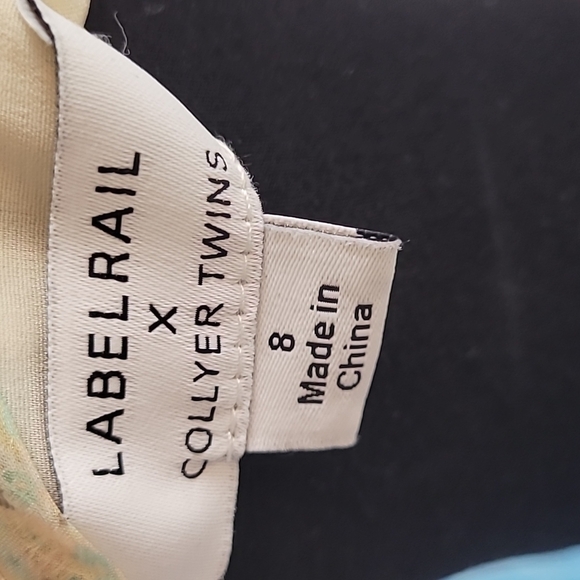 LABELRAIL
X
COLLYER TWINS
8
Made in
China